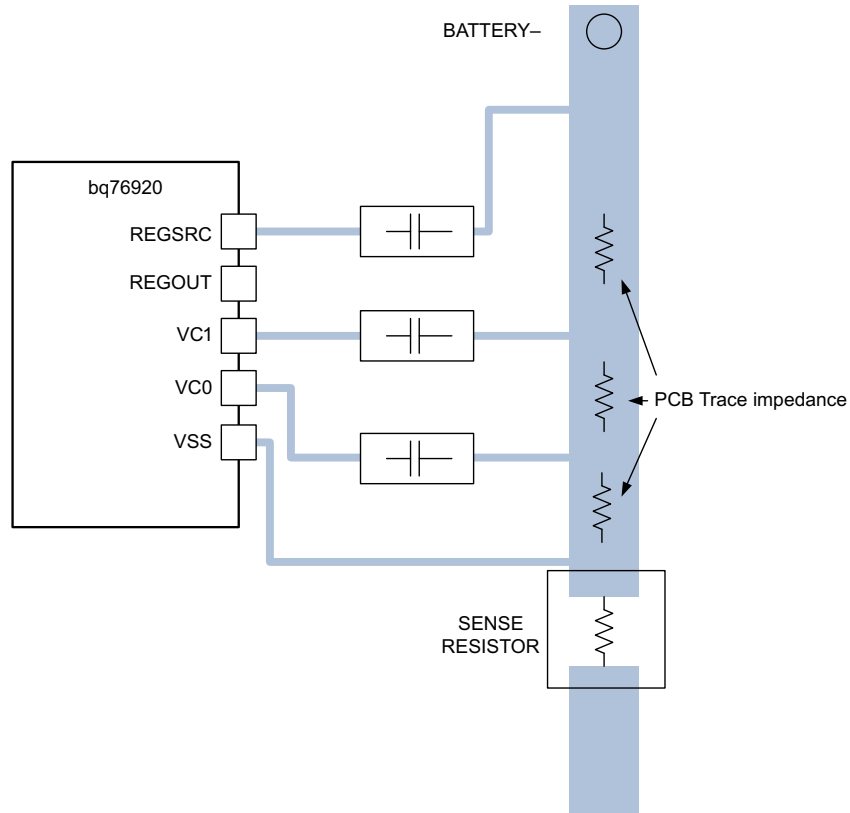 BATTERY–
bq76920
REGSRC
REGOUT
VC1
VC0
VSS
PCB Trace impedance
SENSE
RESISTOR